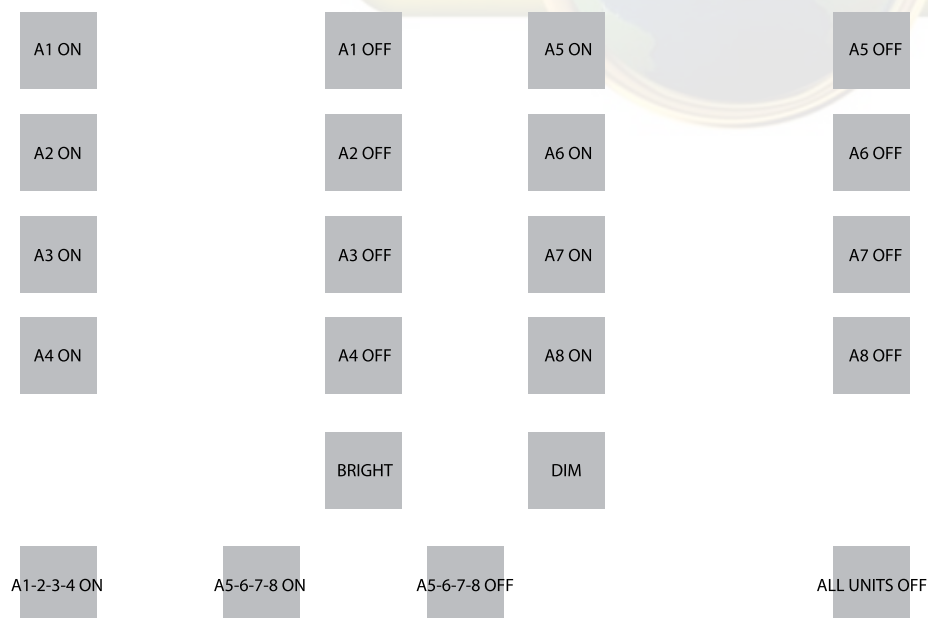 A1 ON
A1 OFF
A5 ON
A5 OFF
A2 ON
A2 OFF
A6 ON
A6 OFF
A3 ON
A3 OFF
A7 ON
A7 OFF
A4 ON
A4 OFF
A8 ON
A8 OFF
BRIGHT
DIM
A1-2-3-4 ON
A5-6-7-8 ON
A5-6-7-8 OFF
ALL UNITS OFF